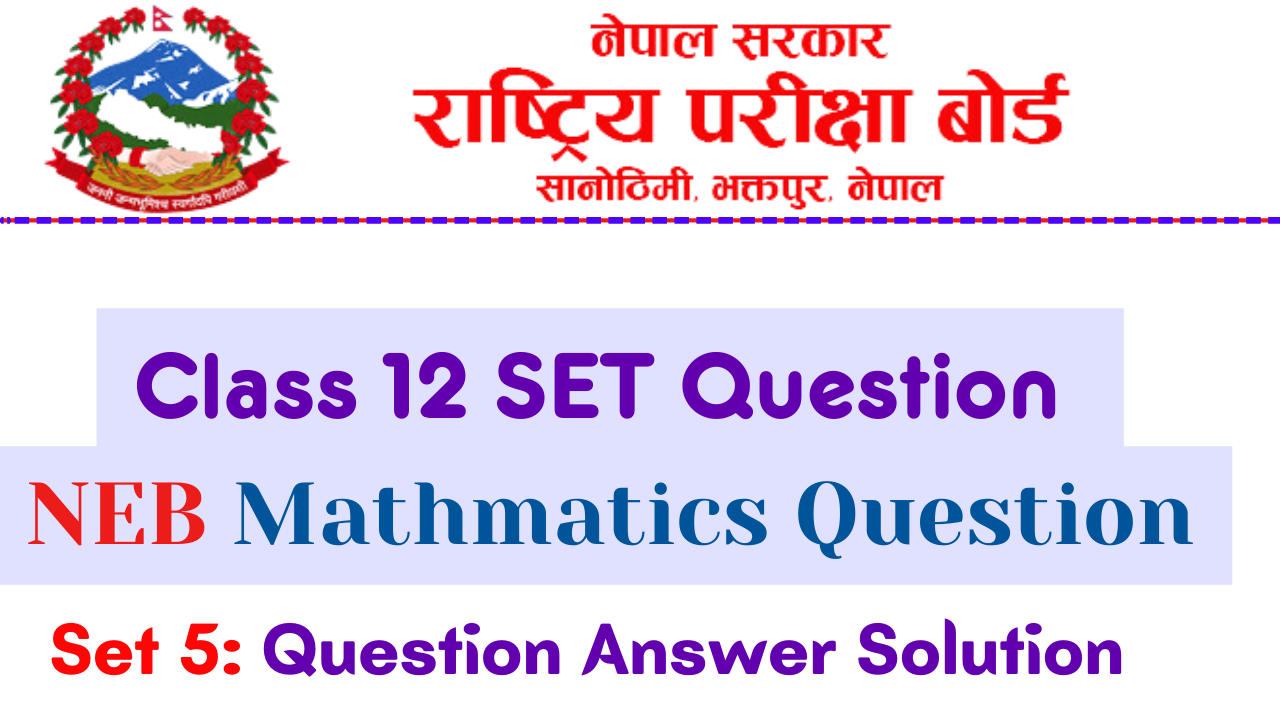 नेपाल सरकार
राष्ट्रिय परीक्षा बोर्ड
सानोठिमी, भक्तपुर, नेपाल
जननी जन्मभूमिश्च स्वर्गादपि गरीयसी
Class 12 SET Question
NEB Mathmatics Question
Set 5: Question Answer Solution